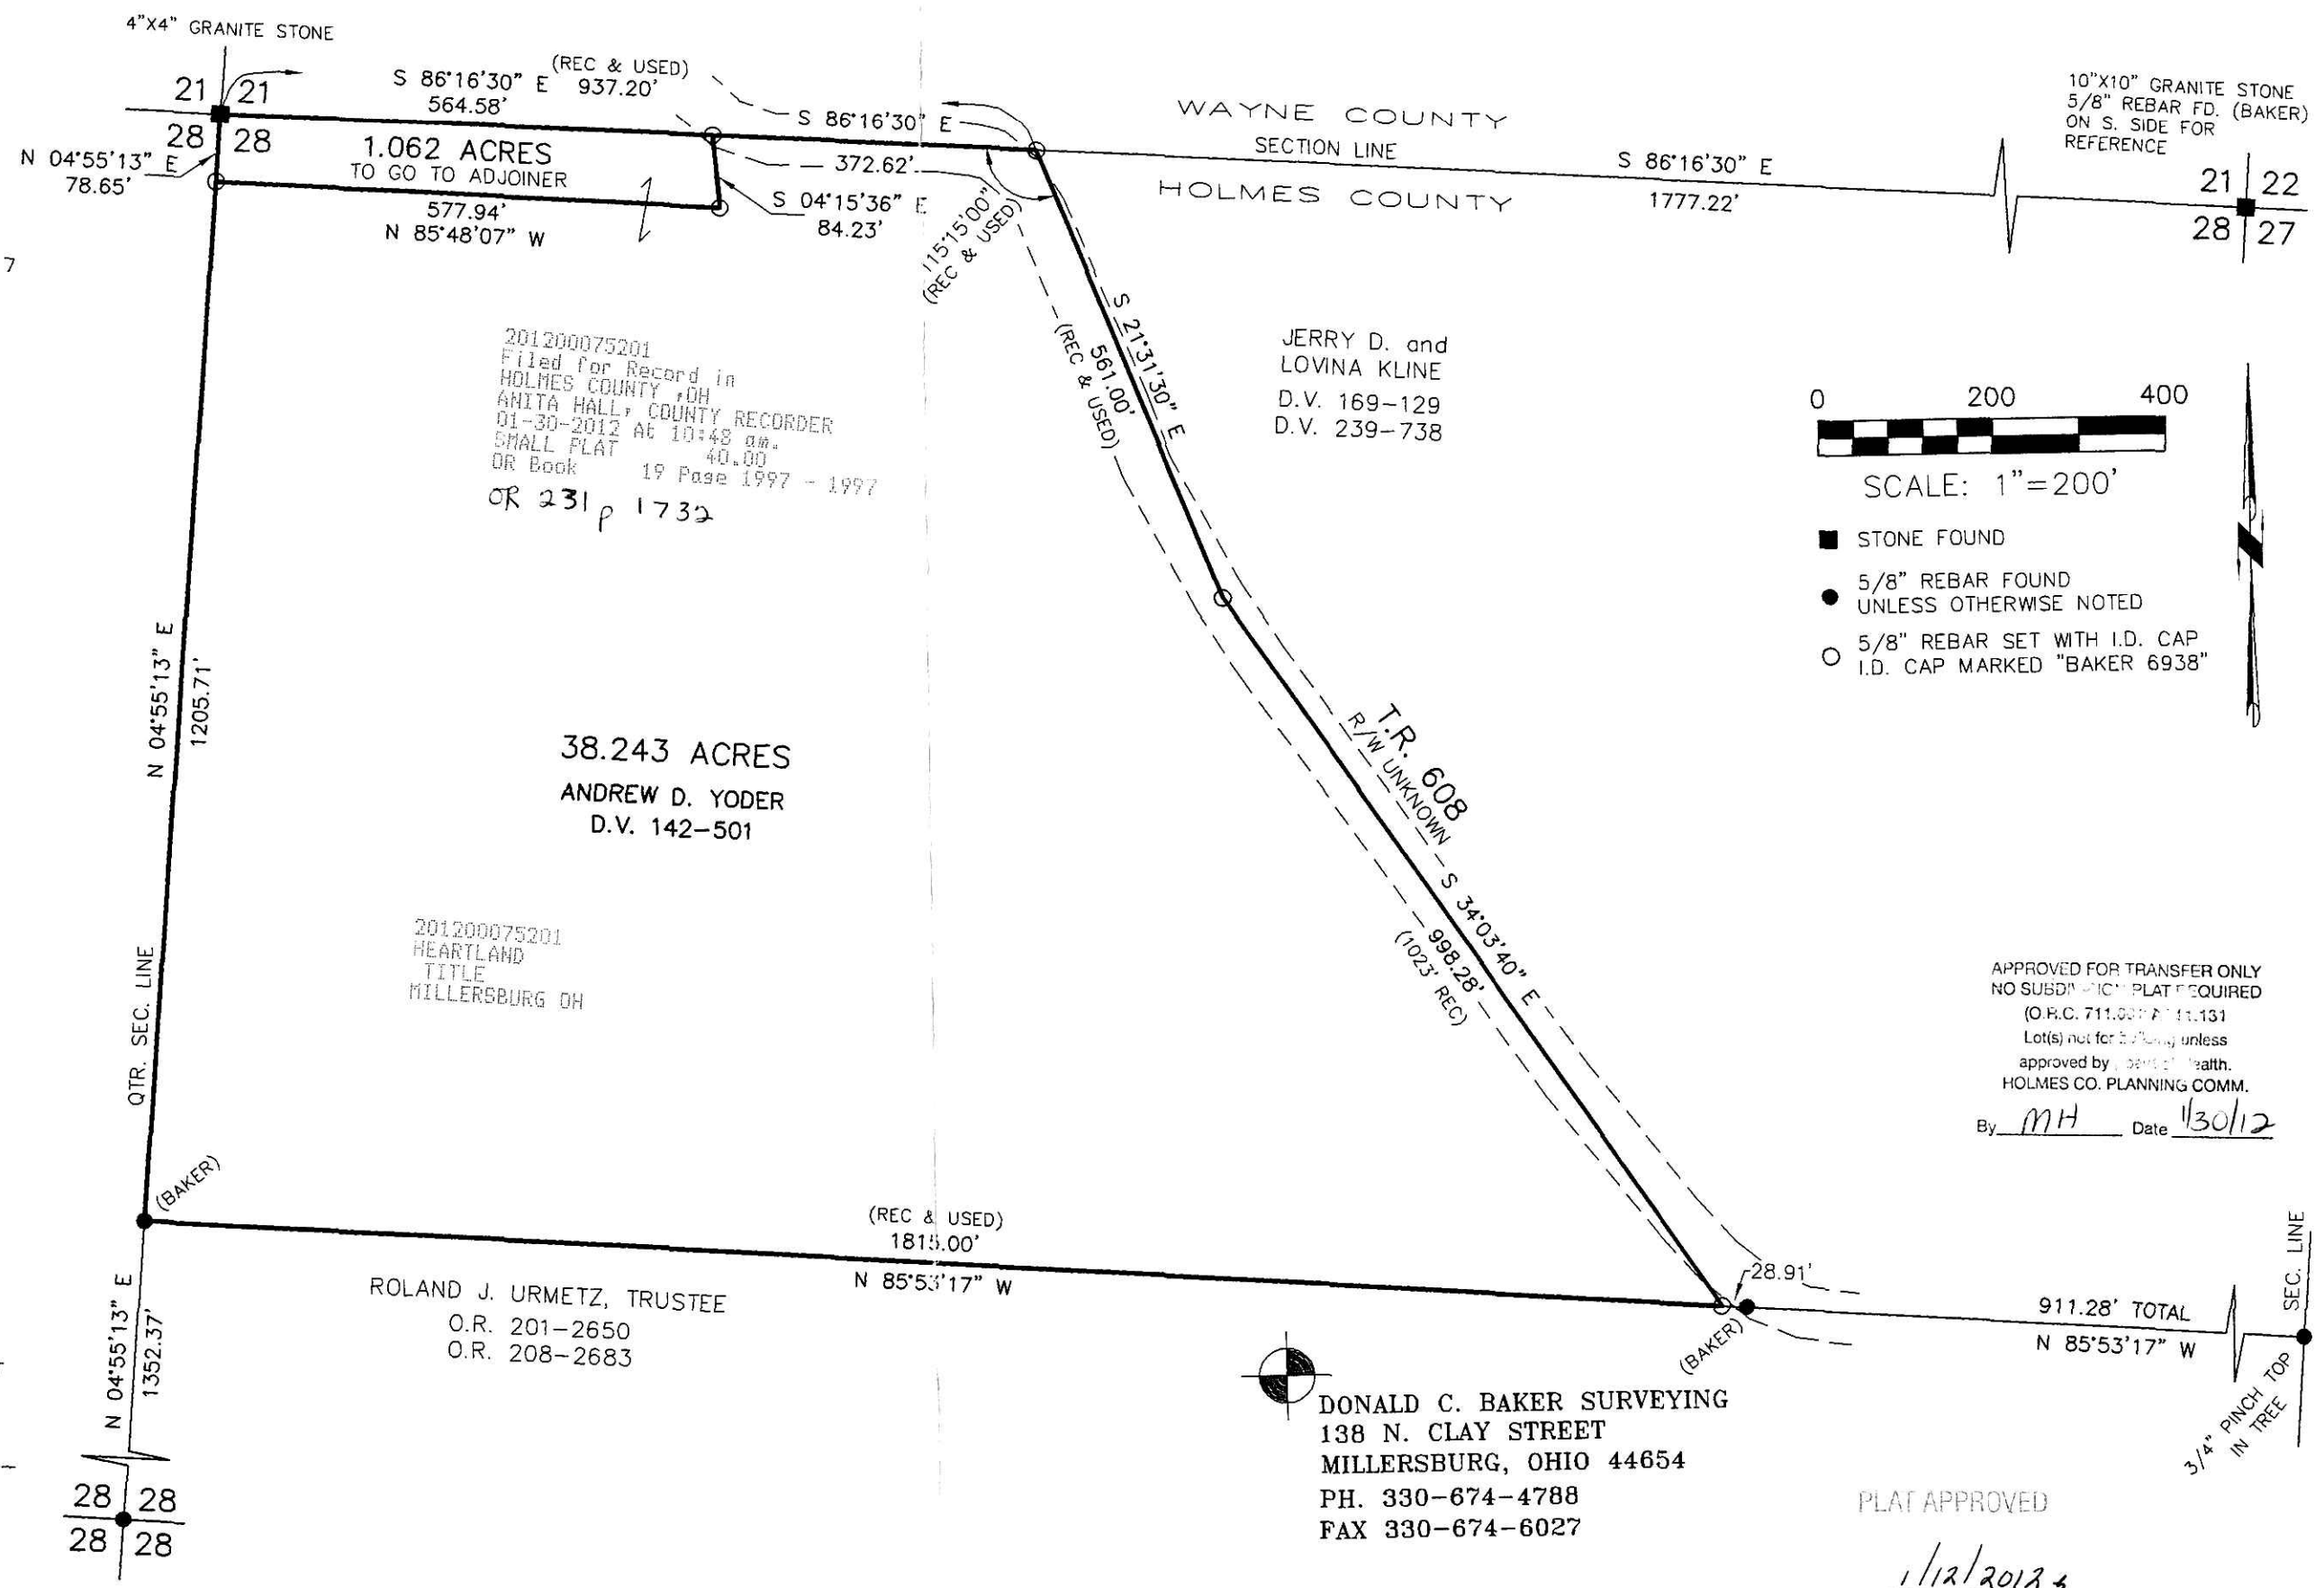 4"X4" GRANITE STONE
21 21
28 28
N 04°55'13" E
78.65'
S 86°16'30" E
564.58'
(REC & USED)
937.20'
1.062 ACRES
TO GO TO ADJOINER
577.94'
N 85°48'07" W
S 86°16'30" E
372.62'
S 04°15'36" E
84.23'
115°15'00"
(REC & USED)
WAYNE COUNTY
SECTION LINE
HOLMES COUNTY
S 86°16'30" E
1777.22'
10"X10" GRANITE STONE
5/8" REBAR FD. (BAKER)
ON S. SIDE FOR
REFERENCE
21 22
28 27
7
201200075201
Filed for Record in
HOLMES COUNTY ,OH
ANITA HALL, COUNTY RECORDER
01-30-2012 At 10:48 am.
SMALL PLAT 40.00
OR Book 19 Page 1997 - 1997
OR 231 p 1732
S 21°31'30" E
561.00'
(REC & USED)
JERRY D. and
LOVINA KLINE
D.V. 169-129
D.V. 239-738
0 200 400
SCALE: 1"=200'
STONE FOUND
5/8" REBAR FOUND
UNLESS OTHERWISE NOTED
5/8" REBAR SET WITH I.D. CAP
I.D. CAP MARKED "BAKER 6938"
N 04°55'13" E
1205.71'
QTR. SEC. LINE
38.243 ACRES
ANDREW D. YODER
D.V. 142-501
T.R. 608
R/W UNKNOWN
S 34°03'40" E
998.28'
(1023' REC)
201200075201
HEARTLAND
TITLE
MILLERSBURG OH
APPROVED FOR TRANSFER ONLY
NO PLAT REQUIRED
(O.R.C.
Lot(s) not for unless
approved by
HOLMES CO. PLANNING COMM.
By MH Date 1/30/12
(BAKER)
(REC & USED)
1815.00'
N 85°53'17" W
28.91'
(BAKER)
911.28' TOTAL
N 85°53'17" W
SEC. LINE
3/4" PINCH TOP
IN TREE
ROLAND J. URMETZ, TRUSTEE
O.R. 201-2650
O.R. 208-2683
N 04°55'13" E
1352.37'
28 28
28 28
DONALD C. BAKER SURVEYING
138 N. CLAY STREET
MILLERSBURG, OHIO 44654
PH. 330-674-4788
FAX 330-674-6027
PLAT APPROVED
1/12/2012